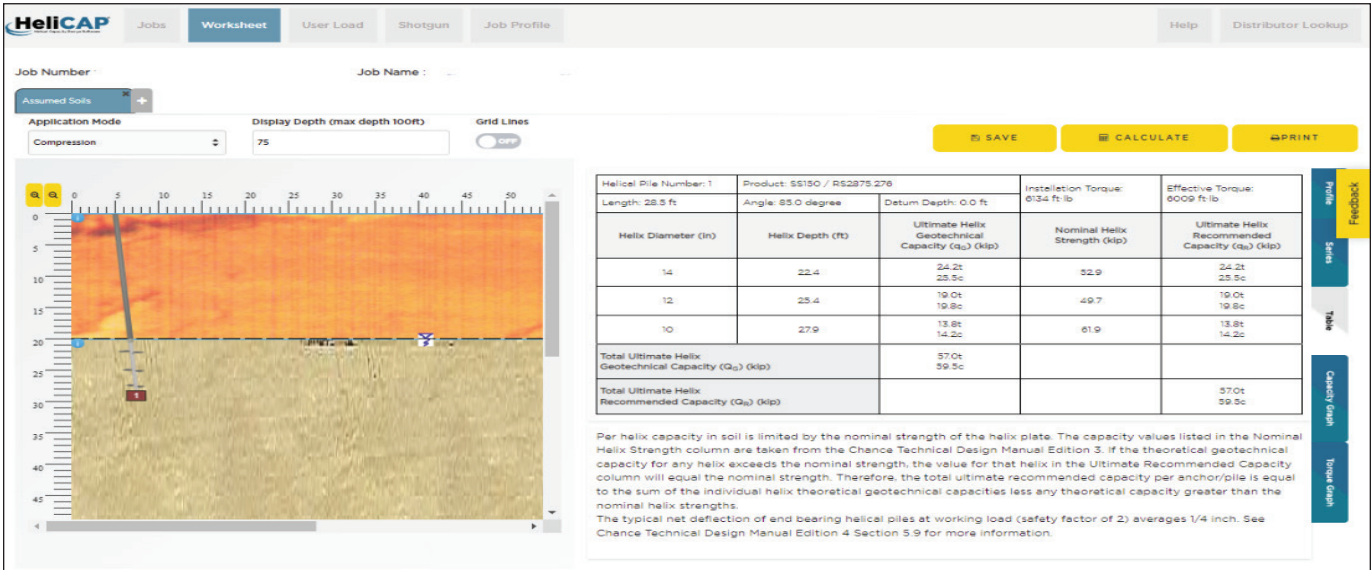 HeliCAP
Jobs
Worksheet
User Load
Shotgun
Job Profile
Help
Distributor Lookup
Job Number
Job Name :
Assumed Soils
×
+
Application Mode
Display Depth (max depth 100ft)
Grid Lines
Compression
75
OFF
SAVE
CALCULATE
PRINT
0 5 10 15 20 25 30 35 40 45 50
0
5
10
15
20
25
30
35
40
45
1
Helical Pile Number: 1
Product: SS150 / RS2875.276
Installation Torque: 6134 ft-lb
Effective Torque: 6009 ft-lb
Length: 28.5 ft
Angle: 85.0 degree
Datum Depth: 0.0 ft
Helix Diameter (in)
Helix Depth (ft)
Ultimate Helix Geotechnical Capacity (qG) (kip)
Nominal Helix Strength (kip)
Ultimate Helix Recommended Capacity (qR) (kip)
14 22.4 24.2t 25.5c 52.9 24.2t 25.5c
12 25.4 19.0t 19.8c 49.7 19.0t 19.8c
10 27.9 13.8t 14.2c 61.9 13.8t 14.2c
Total Ultimate Helix Geotechnical Capacity (QG) (kip) 57.0t 59.5c
Total Ultimate Helix Recommended Capacity (QR) (kip) 57.0t 59.5c
Per helix capacity in soil is limited by the nominal strength of the helix plate. The capacity values listed in the Nominal
Helix Strength column are taken from the Chance Technical Design Manual Edition 3. If the theoretical geotechnical
capacity for any helix exceeds the nominal strength, the value for that helix in the Ultimate Recommended Capacity
column will equal the nominal strength. Therefore, the total ultimate recommended capacity per anchor/pile is equal
to the sum of the individual helix theoretical geotechnical capacities less any theoretical capacity greater than the
nominal helix strengths.
The typical net deflection of end bearing helical piles at working load (safety factor of 2) averages 1/4 inch. See
Chance Technical Design Manual Edition 4 Section 5.9 for more information.
Profile
Feedback
Series
Table
Capacity Graph
Torque Graph